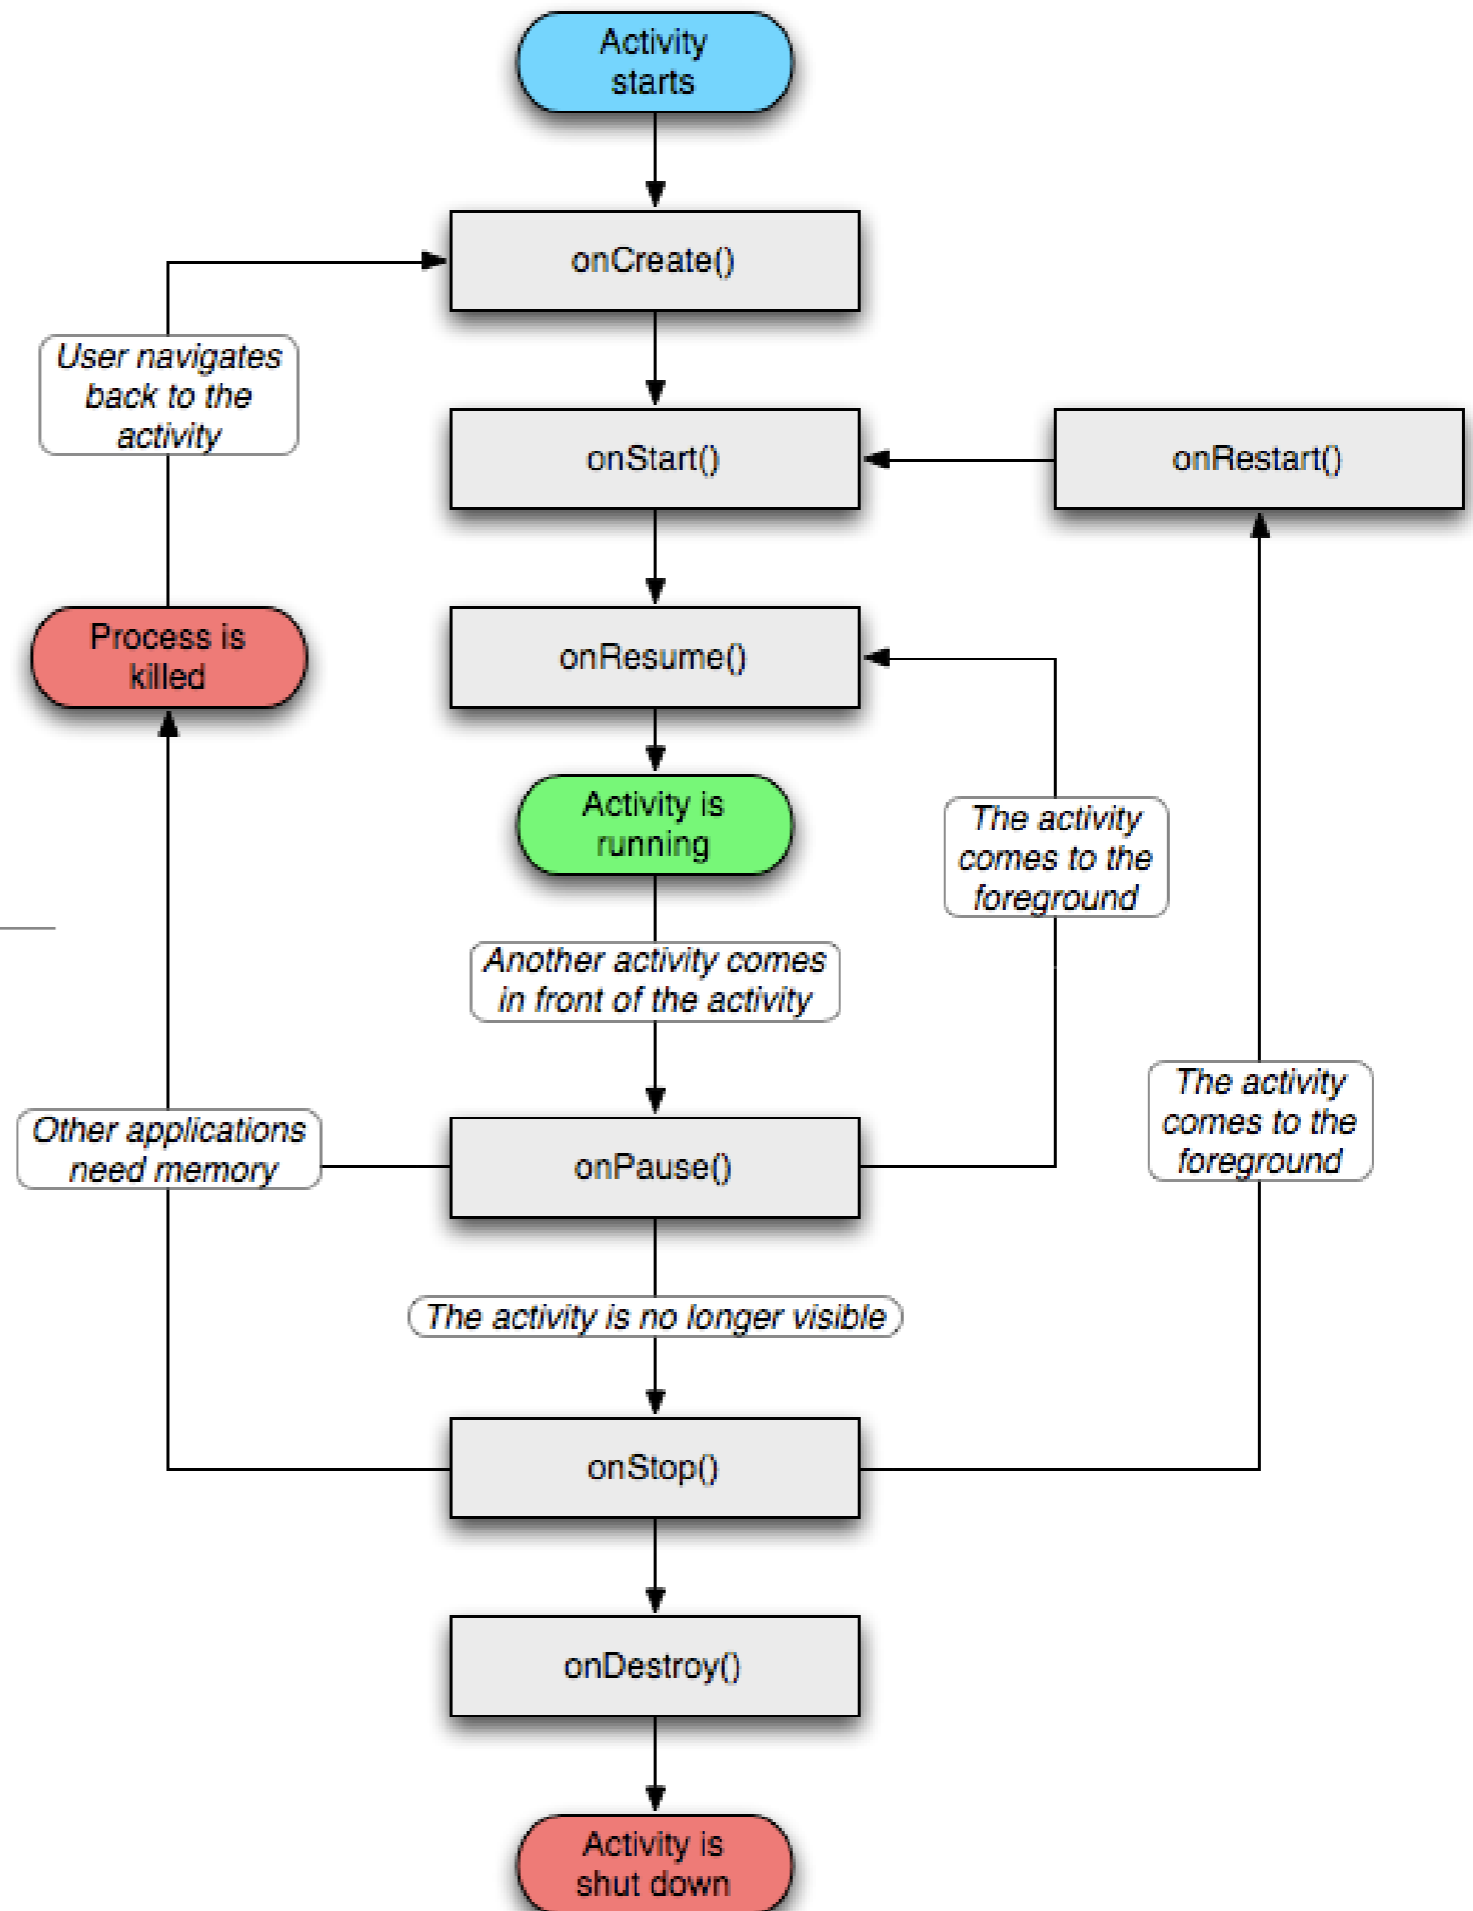 Activity
starts
onCreate()
User navigates
back to the
activity
onStart()
onRestart()
Process is
killed
onResume()
Activity is
running
The activity
comes to the
foreground
Another activity comes
in front of the activity
The activity
comes to the
foreground
Other applications
need memory
onPause()
The activity is no longer visible
onStop()
onDestroy()
Activity is
shut down